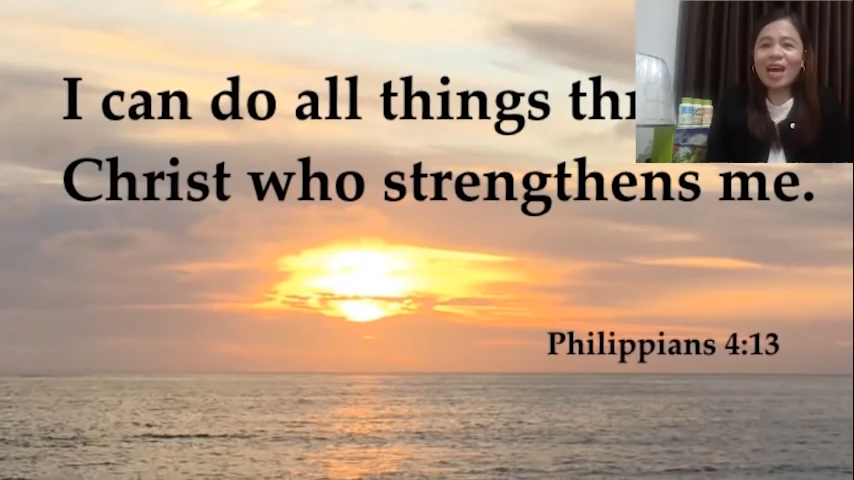 I can do all things
Christ who strengthens me.
Philippians 4:13